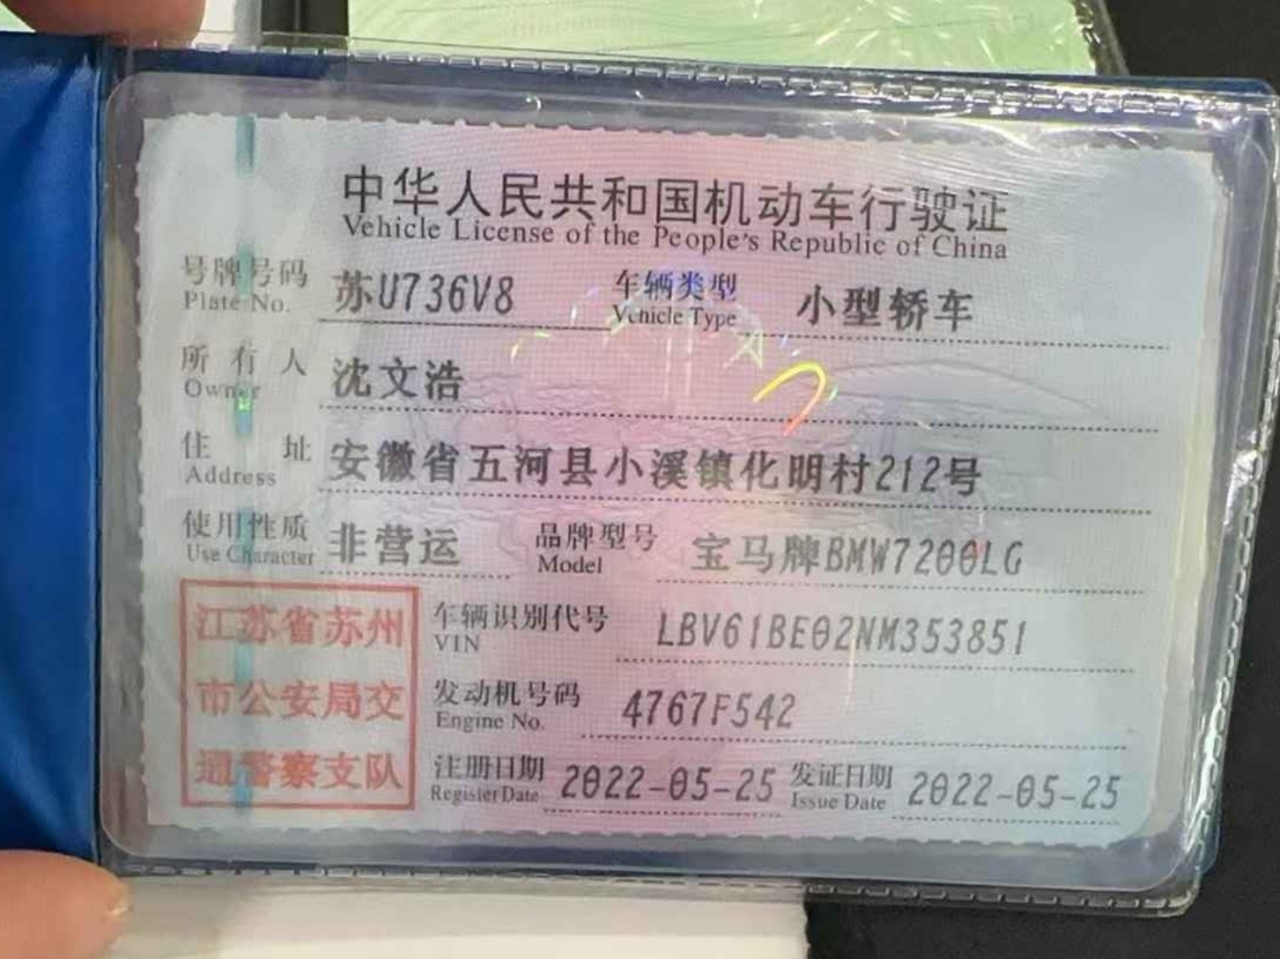 中华人民共和国机动车行驶证
Vehicle License of the People's Republic of China
号牌号码 苏U736V8 车辆类型 小型轿车
Plate No. Vehicle Type
所有人 沈文浩
Owner
住址 安徽省五河县小溪镇化明村212号
Address
使用性质 非营运 品牌型号 宝马牌BMW7200LG
Use Character Model
江苏省苏州
市公安局交
通警察支队
车辆识别代号 LBV61BE02NM353851
VIN
发动机号码 4767F542
Engine No.
注册日期 2022-05-25 发证日期 2022-05-25
Register Date Issue Date